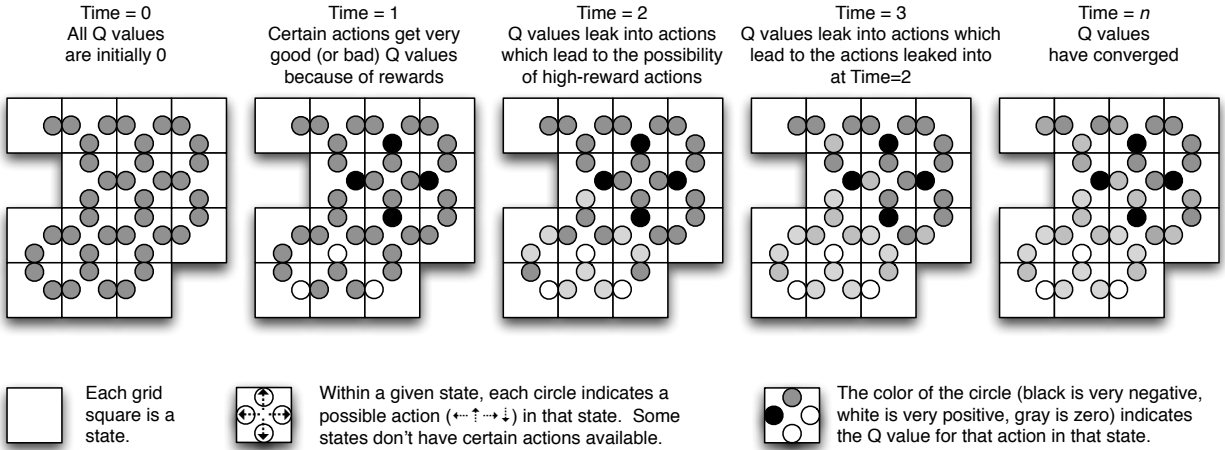 Time = 0
All Q values
are initially 0
Time = 1
Certain actions get very
good (or bad) Q values
because of rewards
Time = 2
Q values leak into actions
which lead to the possibility
of high-reward actions
Time = 3
Q values leak into actions which
lead to the actions leaked into
at Time=2
Time = n
Q values
have converged
Each grid
square is a
state.
Within a given state, each circle indicates a
possible action (⇠⇡⇢⇣) in that state. Some
states don't have certain actions available.
The color of the circle (black is very negative,
white is very positive, gray is zero) indicates
the Q value for that action in that state.